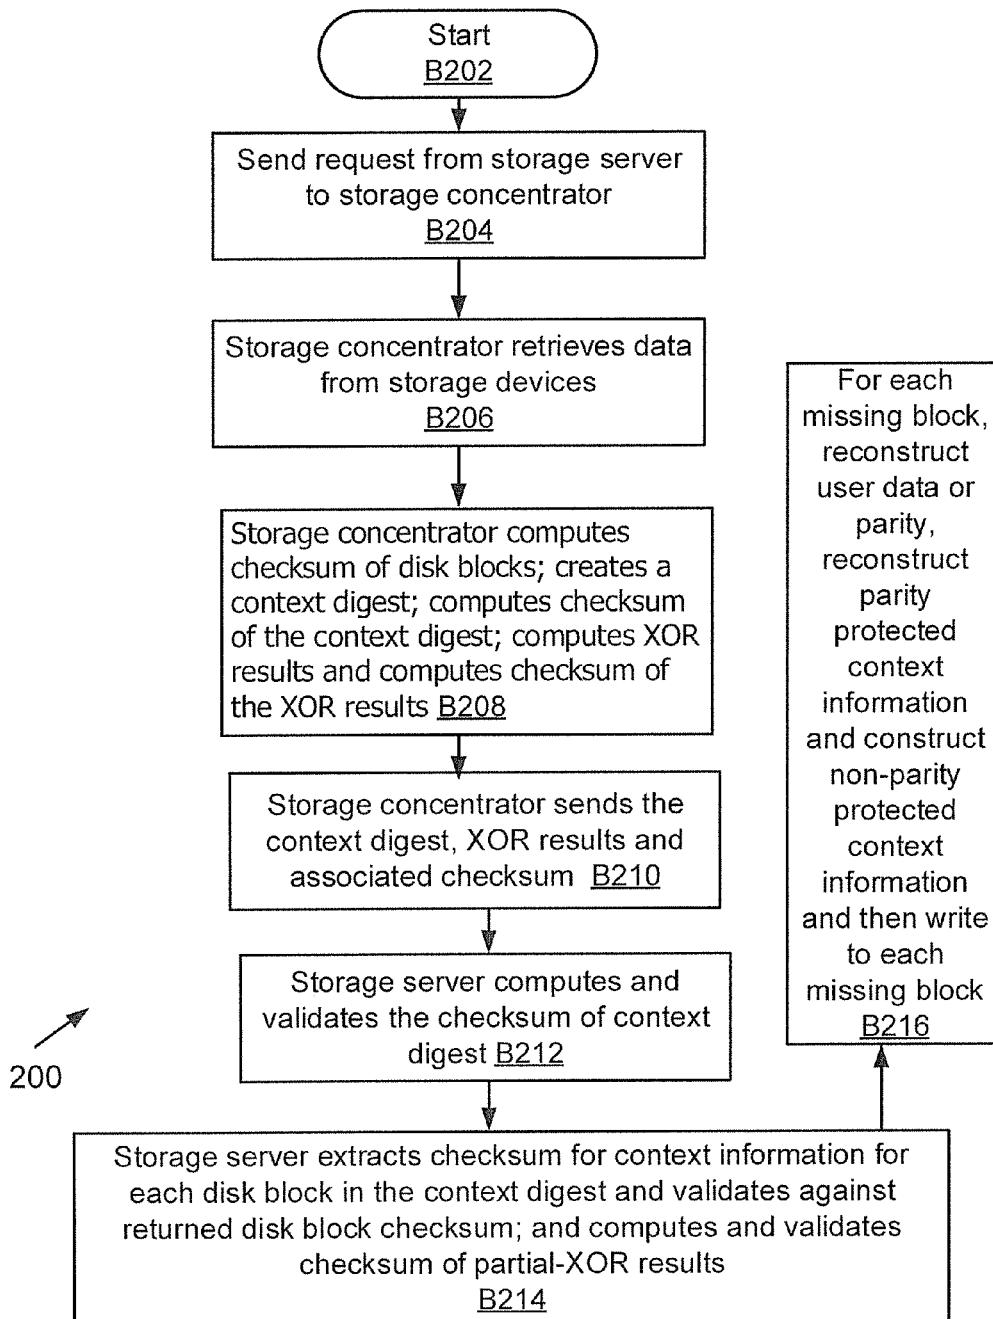 Start
B202
Send request from storage server
to storage concentrator
B204
Storage concentrator retrieves data
from storage devices
B206
Storage concentrator computes
checksum of disk blocks; creates a
context digest; computes checksum
of the context digest; computes XOR
results and computes checksum of
the XOR results B208
Storage concentrator sends the
context digest, XOR results and
associated checksum B210
Storage server computes and
validates the checksum of context
digest B212
200
Storage server extracts checksum for context information for
each disk block in the context digest and validates against
returned disk block checksum; and computes and validates
checksum of partial-XOR results
B214
For each
missing block,
reconstruct
user data or
parity,
reconstruct
parity
protected
context
information
and construct
non-parity
protected
context
information
and then write
to each
missing block
B216